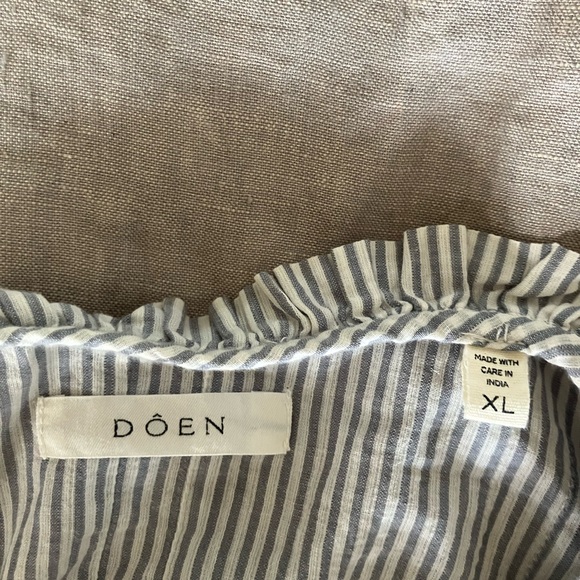 DÔEN
MADE WITH
CARE IN
INDIA
XL